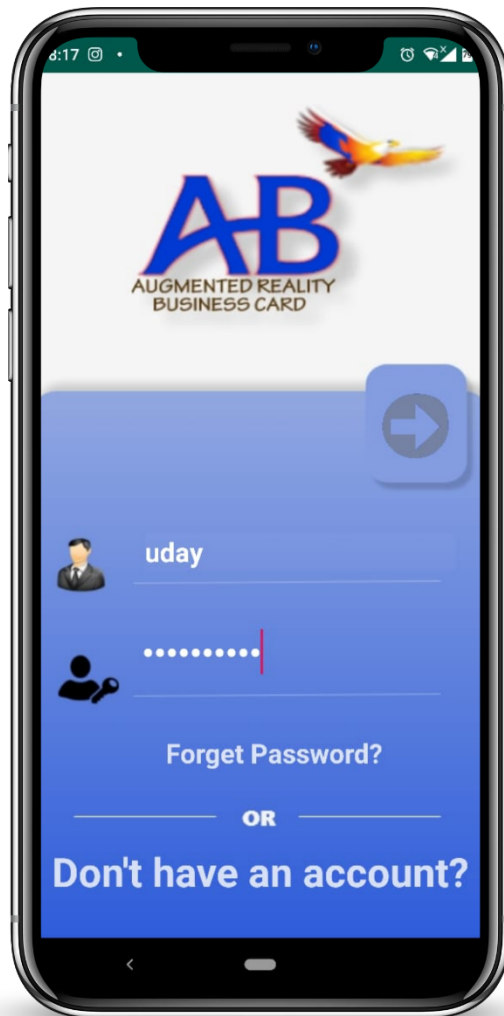 8:17
AB
AUGMENTED REALITY
BUSINESS CARD
uday
••••••••••
Forget Password?
OR
Don't have an account?